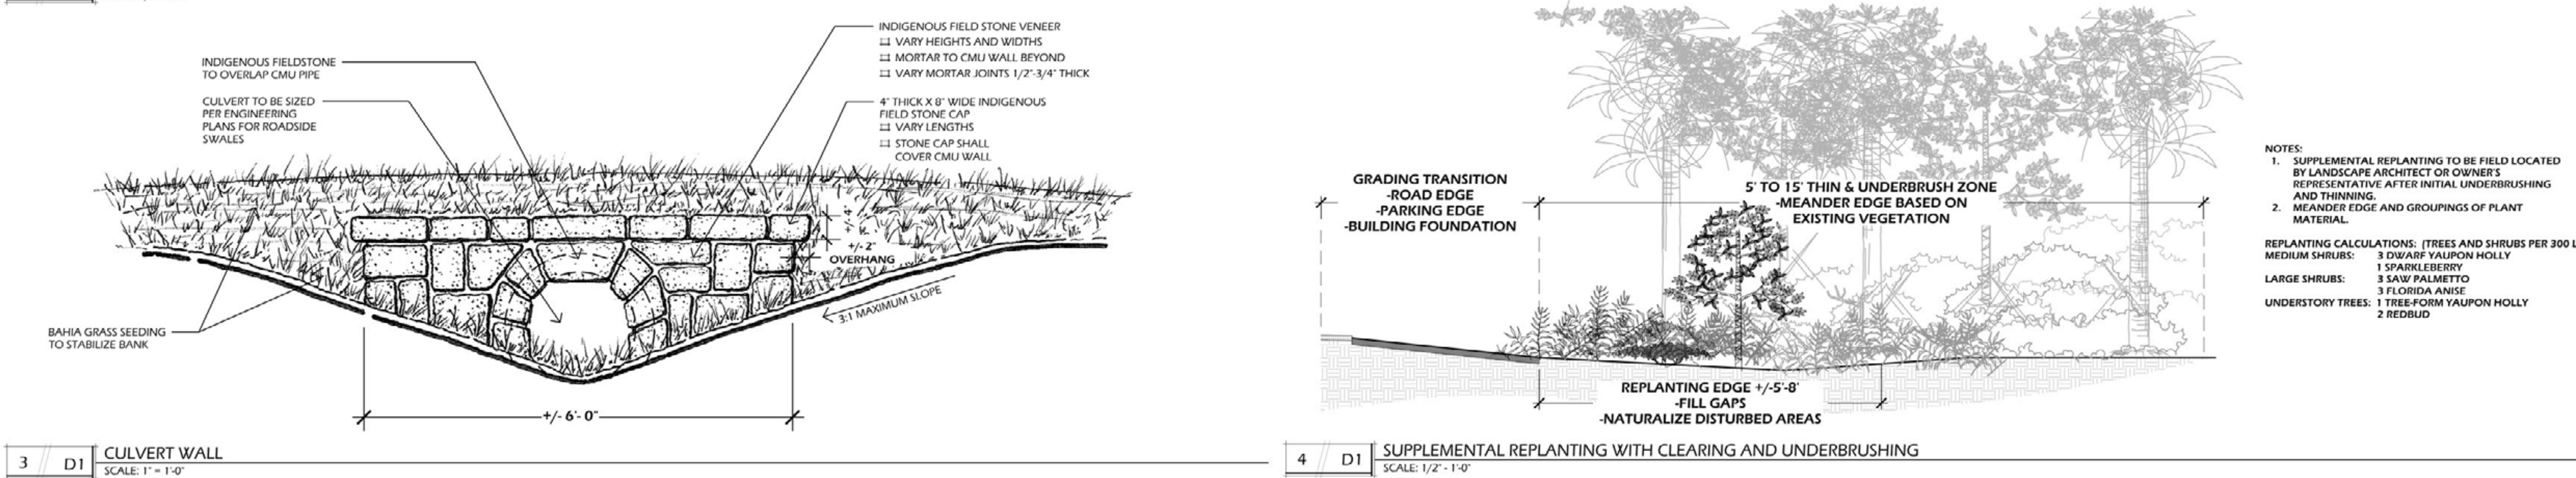 INDIGENOUS FIELDSTONE
TO OVERLAP CMU PIPE
CULVERT TO BE SIZED
PER ENGINEERING
PLANS FOR ROADSIDE
SWALES
INDIGENOUS FIELD STONE VENEER
VARY HEIGHTS AND WIDTHS
MORTAR TO CMU WALL BEYOND
VARY MORTAR JOINTS 1/2"-3/4" THICK
4" THICK X 8" WIDE INDIGENOUS
FIELD STONE CAP
VARY LENGTHS
STONE CAP SHALL
COVER CMU WALL
+/- 2"
OVERHANG
3:1 MAXIMUM SLOPE
BAHIA GRASS SEEDING
TO STABILIZE BANK
+/- 6'- 0"
3 D1
CULVERT WALL
SCALE: 1" = 1'-0"
GRADING TRANSITION
-ROAD EDGE
-PARKING EDGE
-BUILDING FOUNDATION
5' TO 15' THIN & UNDERBRUSH ZONE
-MEANDER EDGE BASED ON
EXISTING VEGETATION
REPLANTING EDGE +/-5'-8'
-FILL GAPS
-NATURALIZE DISTURBED AREAS
NOTES:
1. SUPPLEMENTAL REPLANTING TO BE FIELD LOCATED
BY LANDSCAPE ARCHITECT OR OWNER'S
REPRESENTATIVE AFTER INITIAL UNDERBRUSHING
AND THINNING.
2. MEANDER EDGE AND GROUPINGS OF PLANT
MATERIAL.
REPLANTING CALCULATIONS: (TREES AND SHRUBS PER 300 L
MEDIUM SHRUBS: 3 DWARF YAUPON HOLLY
1 SPARKLEBERRY
LARGE SHRUBS: 3 SAW PALMETTO
3 FLORIDA ANISE
UNDERSTORY TREES: 1 TREE-FORM YAUPON HOLLY
2 REDBUD
4 D1
SUPPLEMENTAL REPLANTING WITH CLEARING AND UNDERBRUSHING
SCALE: 1/2" - 1'-0"